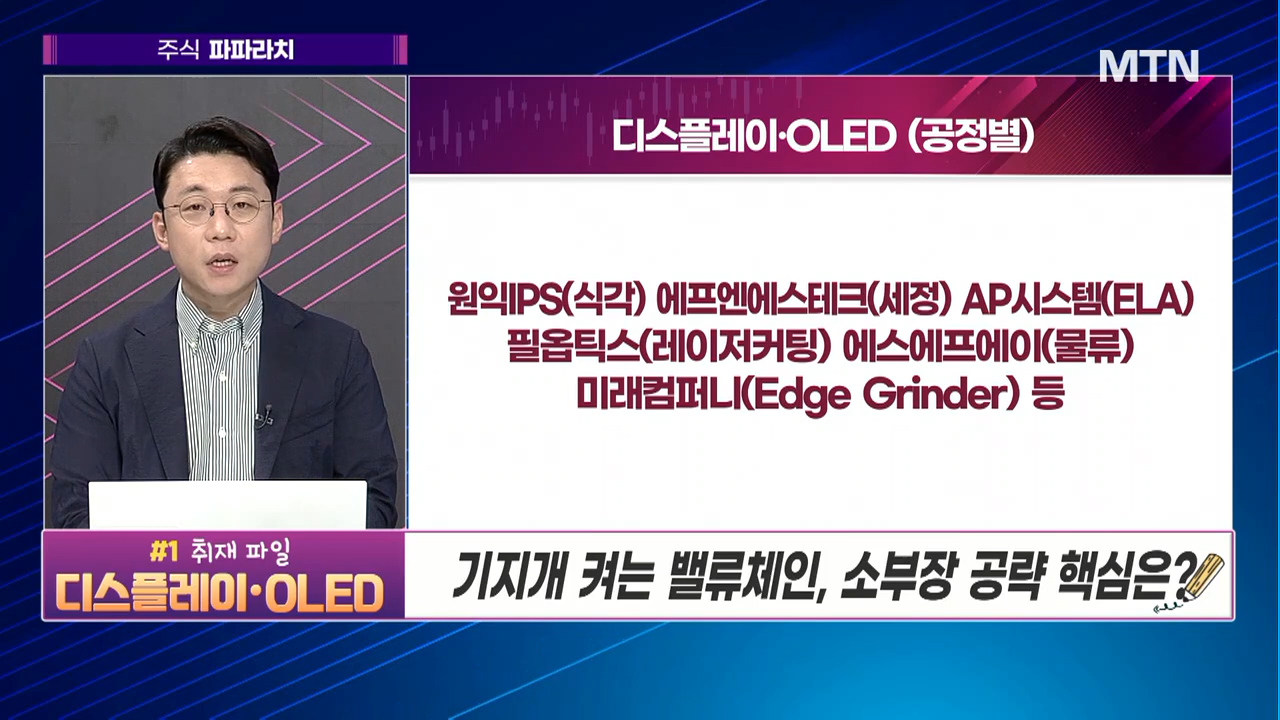 주식 파파라치
MTN
디스플레이·OLED (공정별)
원익IPS(식각) 에프엔에스테크(세정) AP시스템(ELA)
필옵틱스(레이저커팅) 에스에프에이(물류)
미래컴퍼니(Edge Grinder) 등
#1 취재 파일
디스플레이·OLED
기지개 켜는 밸류체인, 소부장 공략 핵심은?